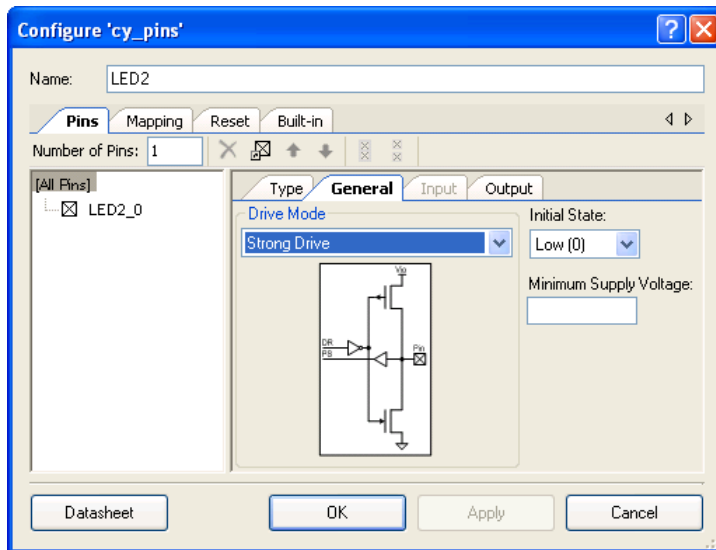 Configure 'cy_pins'
Name: LED2
Pins Mapping Reset Built-in
Number of Pins: 1
[All Pins]
LED2_0
Type General Input Output
Drive Mode
Strong Drive
Initial State:
Low (0)
Minimum Supply Voltage:
Vio
DR
PS
Pin
Datasheet OK Apply Cancel